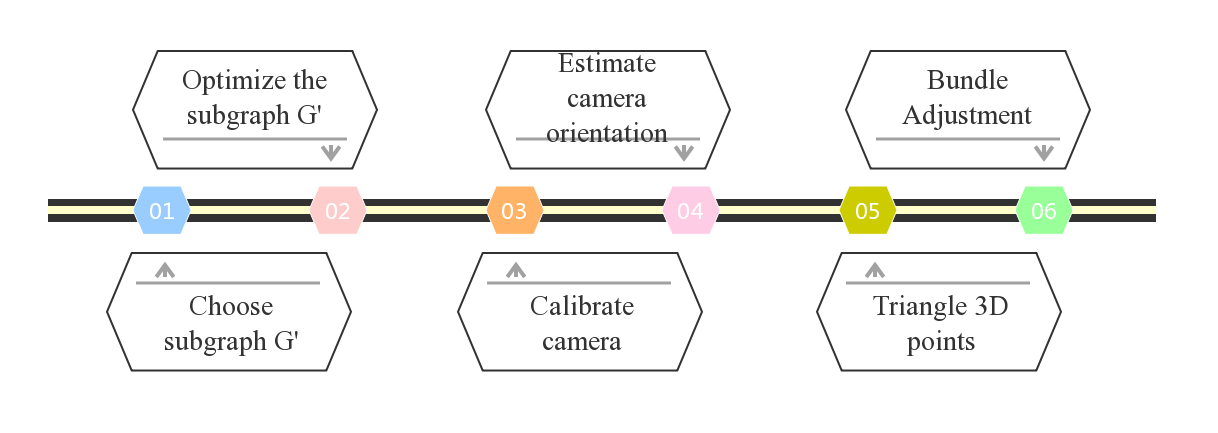 Optimize the
subgraph G'
Estimate
camera
orientation
Bundle
Adjustment
01
02
03
04
05
06
Choose
subgraph G'
Calibrate
camera
Triangle 3D
points